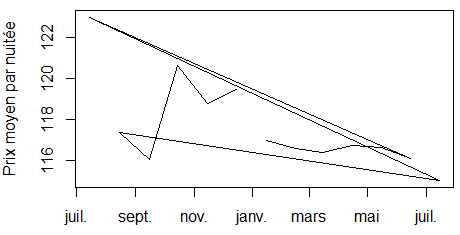 Prix moyen par nuitée
122
120
118
116
juil. sept. nov. janv. mars mai juil.